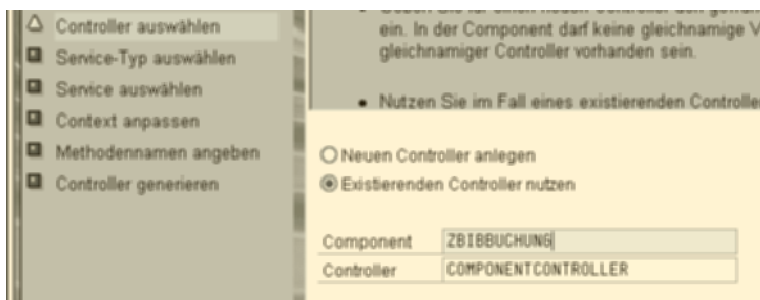 Controller auswählen
Service-Typ auswählen
Service auswählen
Context anpassen
Methodennamen angeben
Controller generieren
ein. In der Component darf keine gleichnamige V
gleichnamiger Controller vorhanden sein.
• Nutzen Sie im Fall eines existierenden Controlle
Neuen Controller anlegen
Existierenden Controller nutzen
Component ZBIBBUCHUNG
Controller COMPONENTCONTROLLER